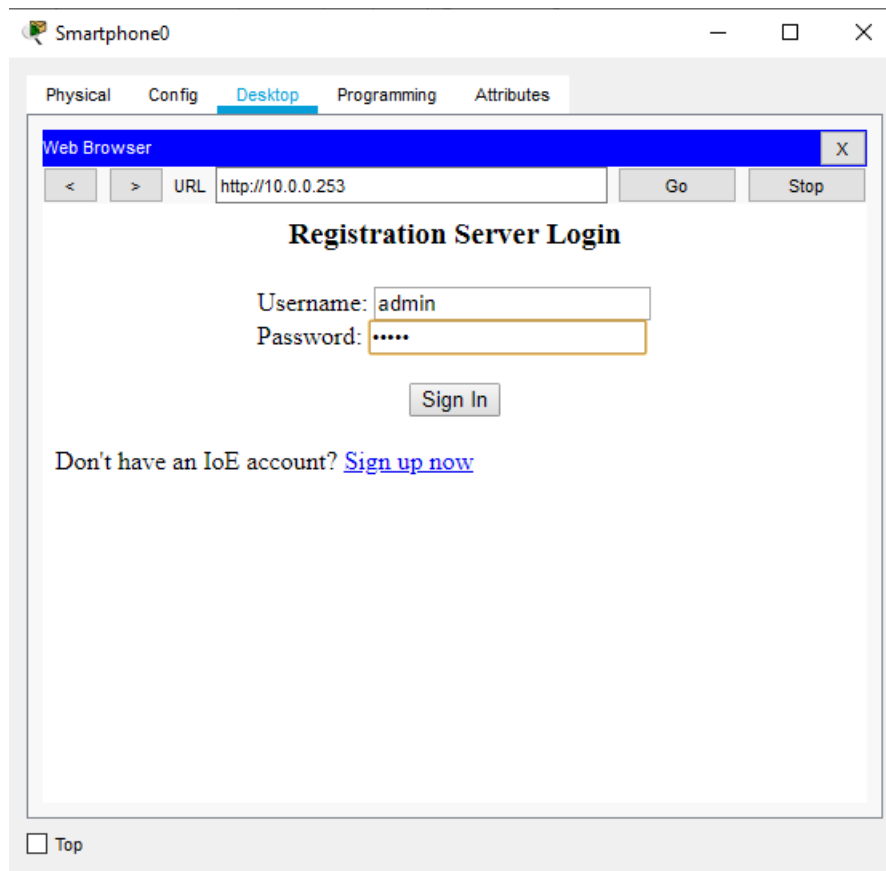 Smartphone0
Physical Config Desktop Programming Attributes
Web Browser X
< > URL http://10.0.0.253 Go Stop
Registration Server Login
Username: admin
Password: •••••
Sign In
Don't have an IoE account? Sign up now
Top